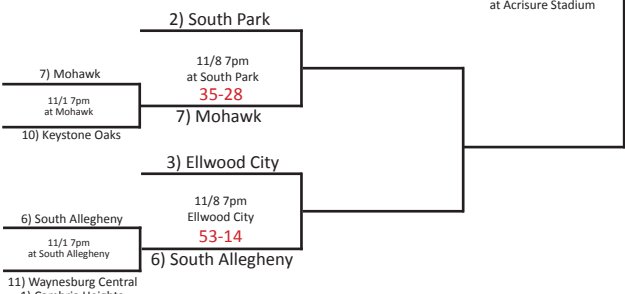 at Acrisure Stadium
2) South Park
11/8 7pm
at South Park
35-28
7) Mohawk
7) Mohawk
11/1 7pm
at Mohawk
10) Keystone Oaks
3) Ellwood City
11/8 7pm
Ellwood City
53-14
6) South Allegheny
6) South Allegheny
11/1 7pm
at South Allegheny
11) Waynesburg Central